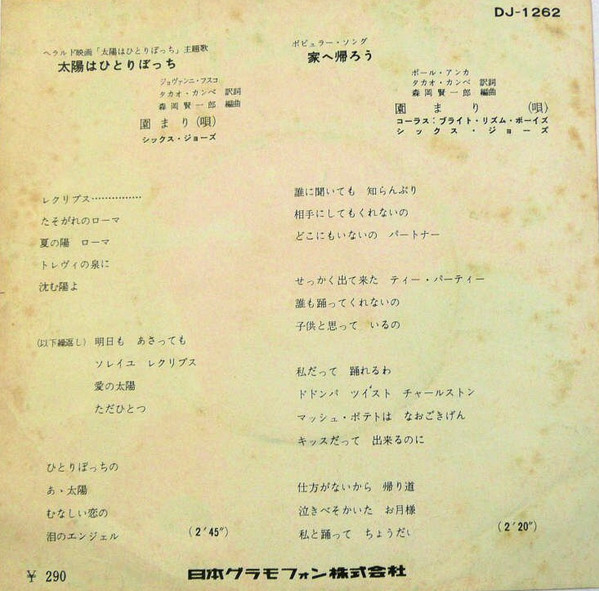 DJ-1262
ヘラルド映画「太陽はひとりぼっち」主題歌
太陽はひとりぼっち
ジョヴァンニ・フスコ
タカオ・カンベ 訳詞
森岡賢一郎 編曲
園まり(唄)
シックス・ジョーズ
レクリプス……………
たそがれのローマ
夏の陽 ローマ
トレヴィの泉に
沈む陽よ
(以下繰返し) 明日も あさっても
ソレイユ レクリプス
愛の太陽
ただひとつ
ひとりぼっちの
あ・太陽
むなしい恋の
泪のエンジェル (2′45″)
ポピュラー・ソング
家へ帰ろう
ポール・アンカ
タカオ・カンベ 訳詞
森岡賢一郎 編曲
園まり (唄)
コーラス:ブライト・リズム・ボーイズ
シックス・ジョーズ
誰に聞いても 知らんぷり
相手にしてもくれないの
どこにもいないの パートナー
せっかく出て来た ティー・パーティー
誰も踊ってくれないの
子供と思って いるの
私だって 踊れるわ
ドドンパ ツイスト チャールストン
マッシュ・ポテトは なおごきげん
キッスだって 出来るのに
仕方がないから 帰り道
泣きべそかいた お月様
私と踊って ちょうだい (2′20″)
¥ 290
日本グラモフォン株式会社